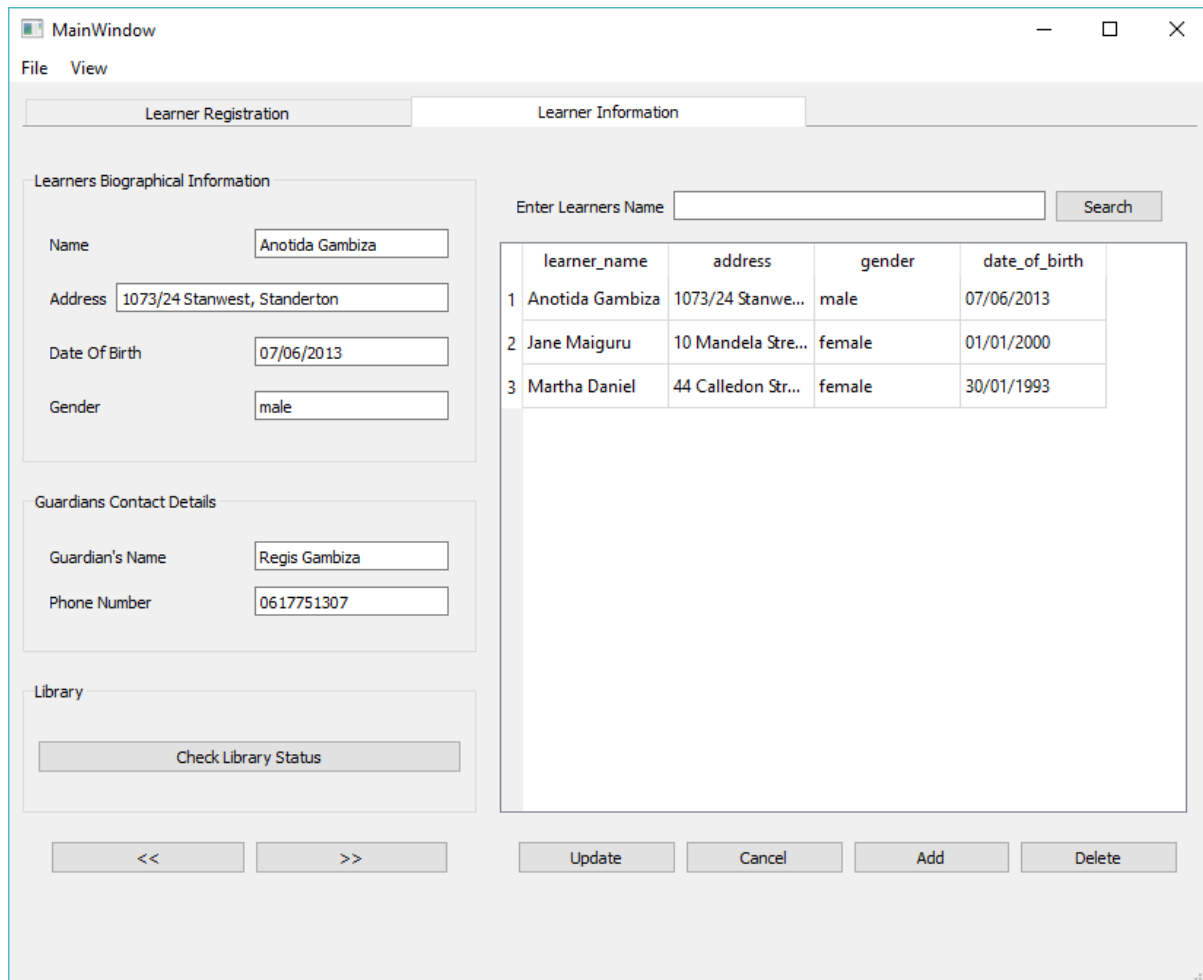 MainWindow
File View
Learner Registration Learner Information
Learners Biographical Information
Name Anotida Gambiza
Address 1073/24 Stanwest, Standerton
Date Of Birth 07/06/2013
Gender male
Guardians Contact Details
Guardian's Name Regis Gambiza
Phone Number 0617751307
Library
Check Library Status
<< >>
Enter Learners Name Search
learner_name address gender date_of_birth
1 Anotida Gambiza 1073/24 Stanwe... male 07/06/2013
2 Jane Maiguru 10 Mandela Stre... female 01/01/2000
3 Martha Daniel 44 Calledon Str... female 30/01/1993
Update Cancel Add Delete